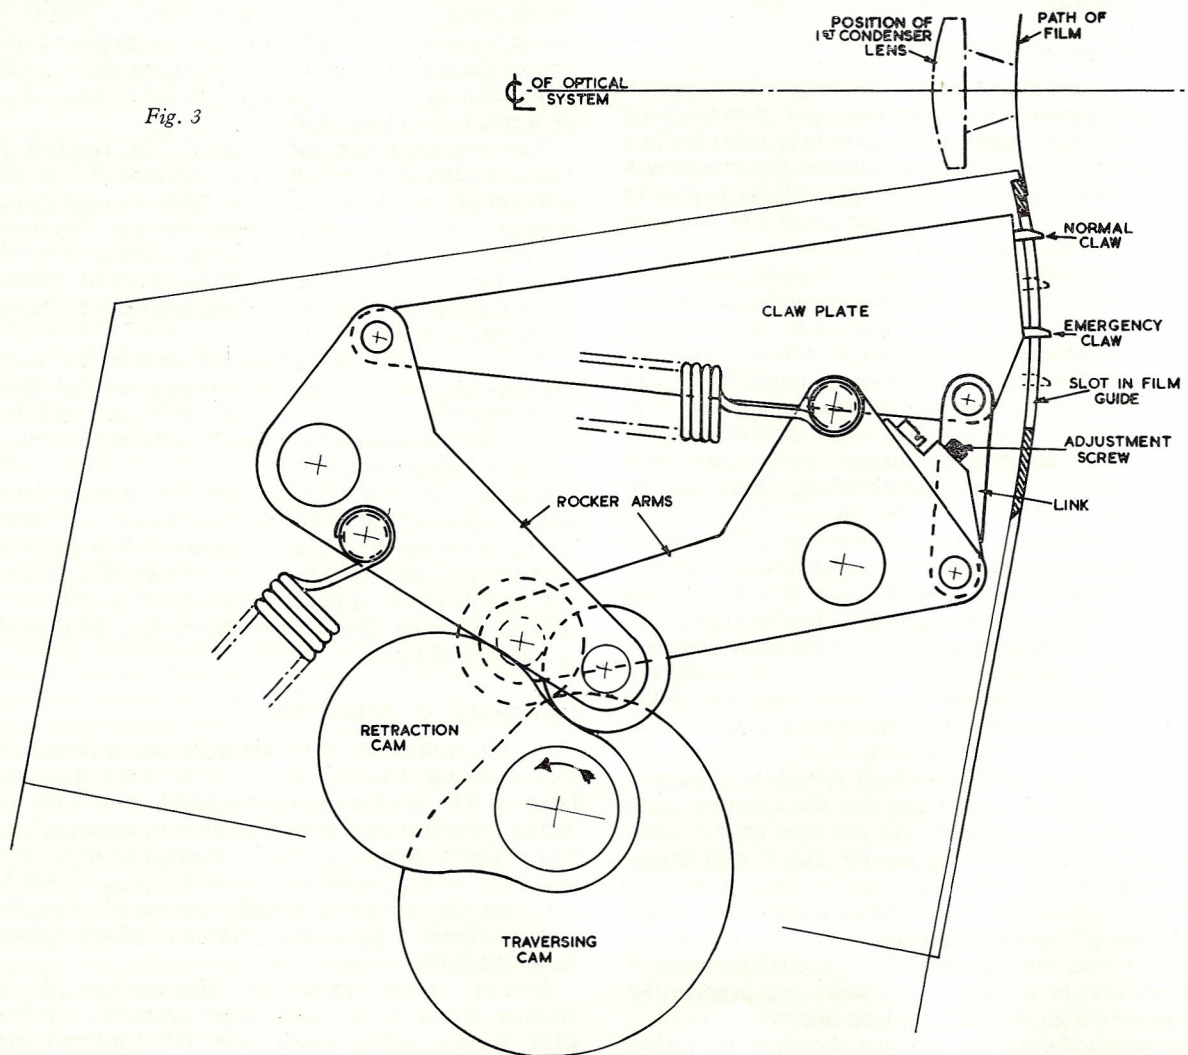 POSITION OF
1ST CONDENSER
LENS
PATH OF
FILM
℄ OF OPTICAL
SYSTEM
Fig. 3
NORMAL
CLAW
CLAW PLATE
EMERGENCY
CLAW
SLOT IN FILM
GUIDE
ADJUSTMENT
SCREW
ROCKER ARMS
LINK
RETRACTION
CAM
TRAVERSING
CAM